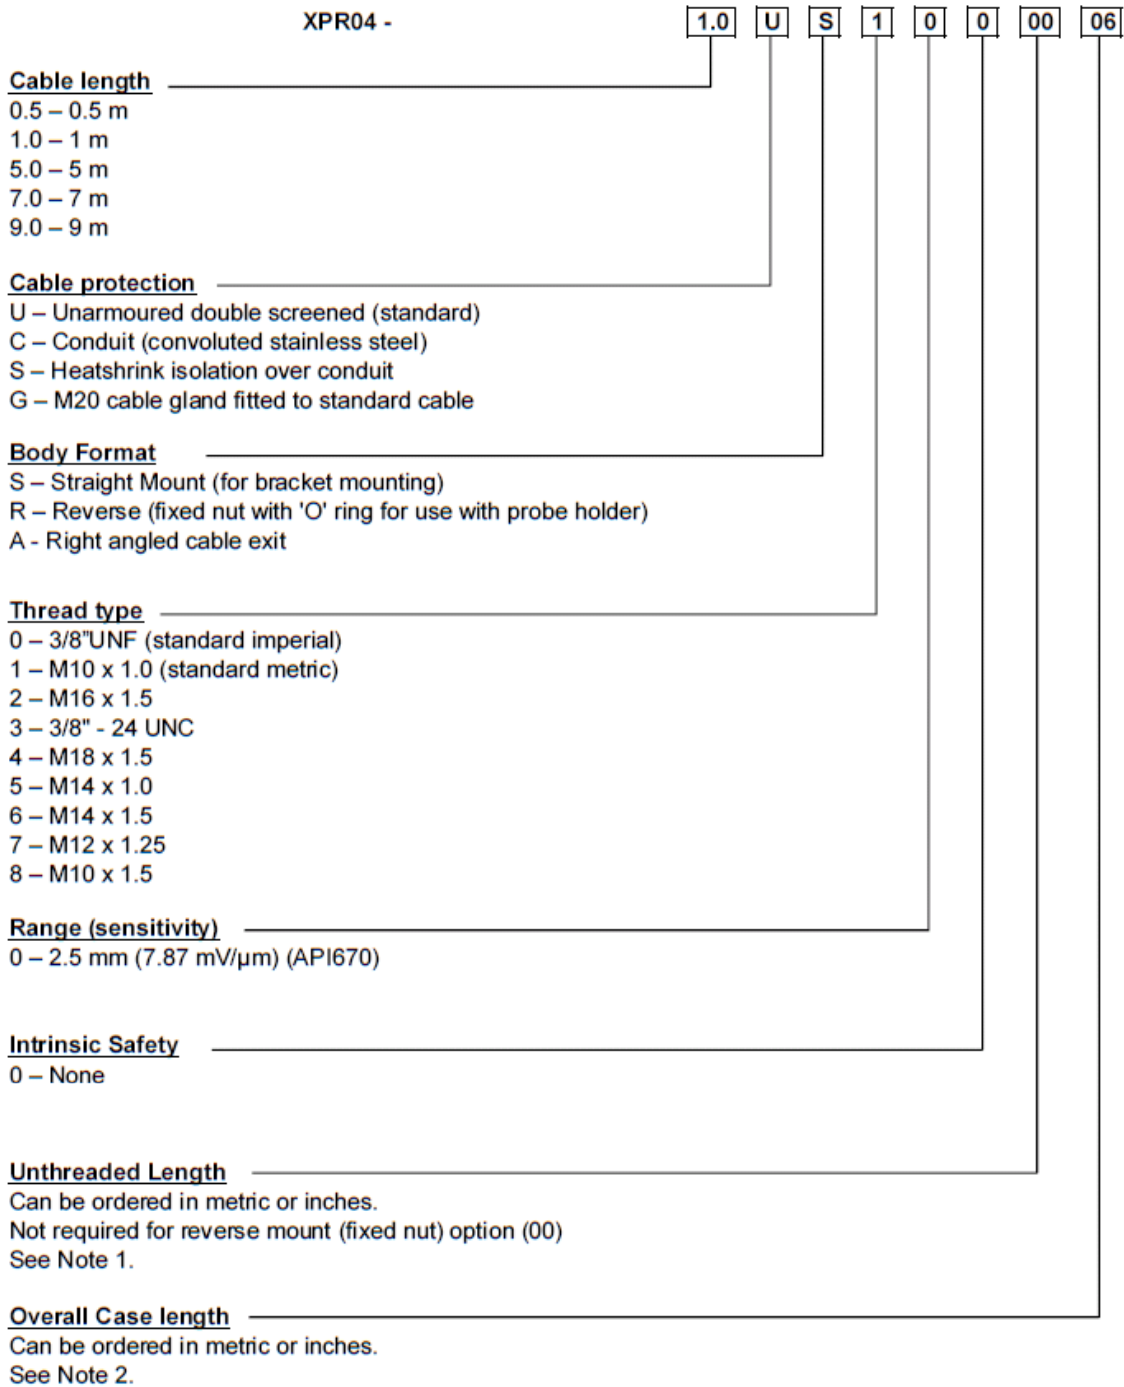 XPR04 - 1.0 U S 1 0 0 00 06
Cable length
0.5 – 0.5 m
1.0 – 1 m
5.0 – 5 m
7.0 – 7 m
9.0 – 9 m
Cable protection
U – Unarmoured double screened (standard)
C – Conduit (convoluted stainless steel)
S – Heatshrink isolation over conduit
G – M20 cable gland fitted to standard cable
Body Format
S – Straight Mount (for bracket mounting)
R – Reverse (fixed nut with 'O' ring for use with probe holder)
A - Right angled cable exit
Thread type
0 – 3/8"UNF (standard imperial)
1 – M10 x 1.0 (standard metric)
2 – M16 x 1.5
3 – 3/8" - 24 UNC
4 – M18 x 1.5
5 – M14 x 1.0
6 – M14 x 1.5
7 – M12 x 1.25
8 – M10 x 1.5
Range (sensitivity)
0 – 2.5 mm (7.87 mV/µm) (API670)
Intrinsic Safety
0 – None
Unthreaded Length
Can be ordered in metric or inches.
Not required for reverse mount (fixed nut) option (00)
See Note 1.
Overall Case length
Can be ordered in metric or inches.
See Note 2.